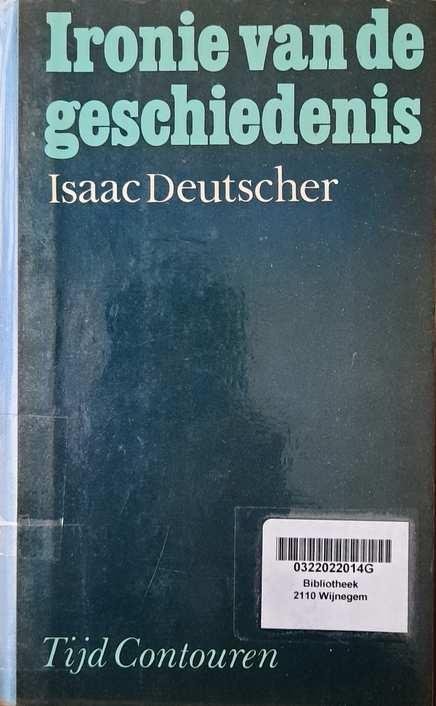 Ironie van de
geschiedenis
Isaac Deutscher
0322022014G
Bibliotheek
2110 Wijnegem
Tijd Contouren